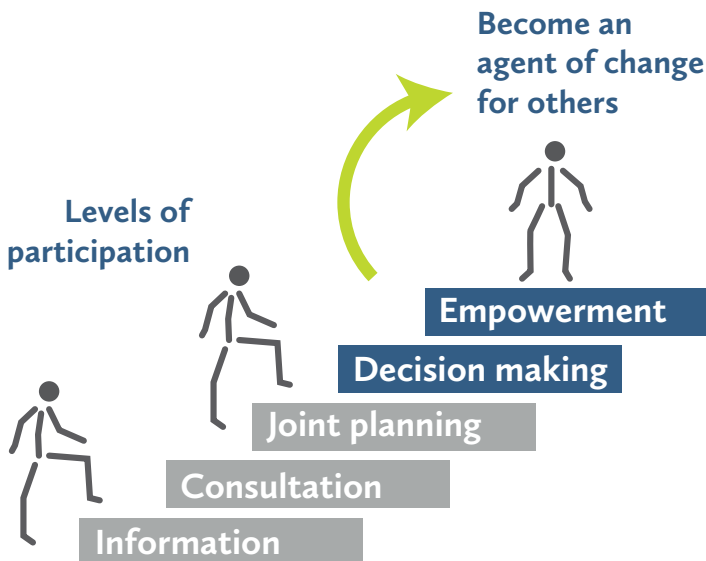 Become an
agent of change
for others
Levels of
participation
Empowerment
Decision making
Joint planning
Consultation
Information